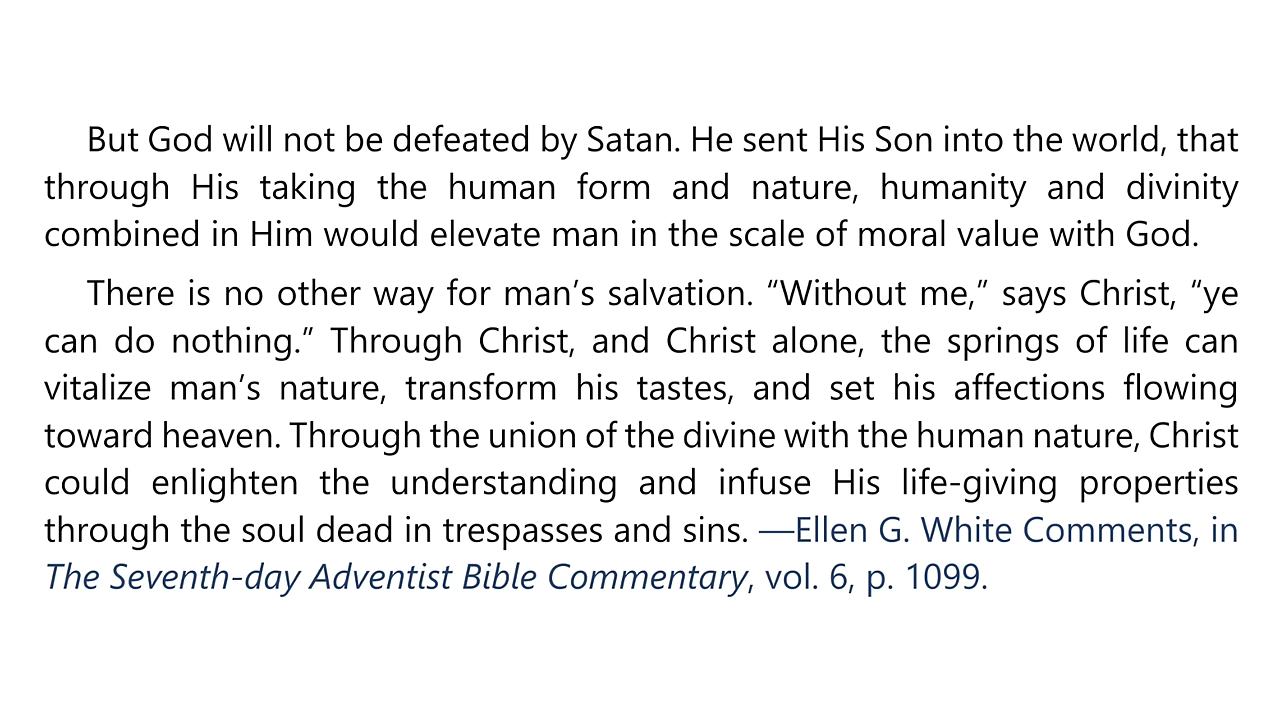 But God will not be defeated by Satan. He sent His Son into the world, that
through His taking the human form and nature, humanity and divinity
combined in Him would elevate man in the scale of moral value with God.
There is no other way for man’s salvation. “Without me,” says Christ, “ye
can do nothing.” Through Christ, and Christ alone, the springs of life can
vitalize man’s nature, transform his tastes, and set his affections flowing
toward heaven. Through the union of the divine with the human nature, Christ
could enlighten the understanding and infuse His life-giving properties
through the soul dead in trespasses and sins. —Ellen G. White Comments, in
The Seventh-day Adventist Bible Commentary, vol. 6, p. 1099.